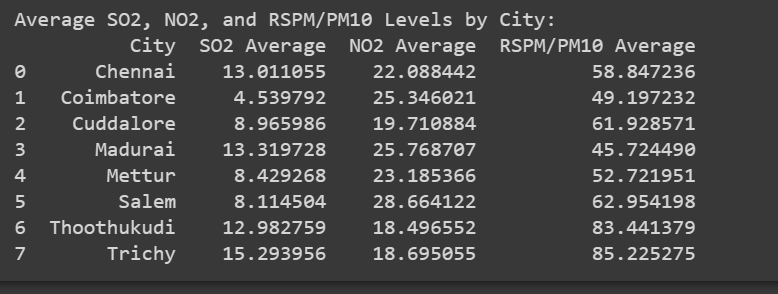 Average SO2, NO2, and RSPM/PM10 Levels by City:
City SO2 Average NO2 Average RSPM/PM10 Average
0 Chennai 13.011055 22.088442 58.847236
1 Coimbatore 4.539792 25.346021 49.197232
2 Cuddalore 8.965986 19.710884 61.928571
3 Madurai 13.319728 25.768707 45.724490
4 Mettur 8.429268 23.185366 52.721951
5 Salem 8.114504 28.664122 62.954198
6 Thoothukudi 12.982759 18.496552 83.441379
7 Trichy 15.293956 18.695055 85.225275